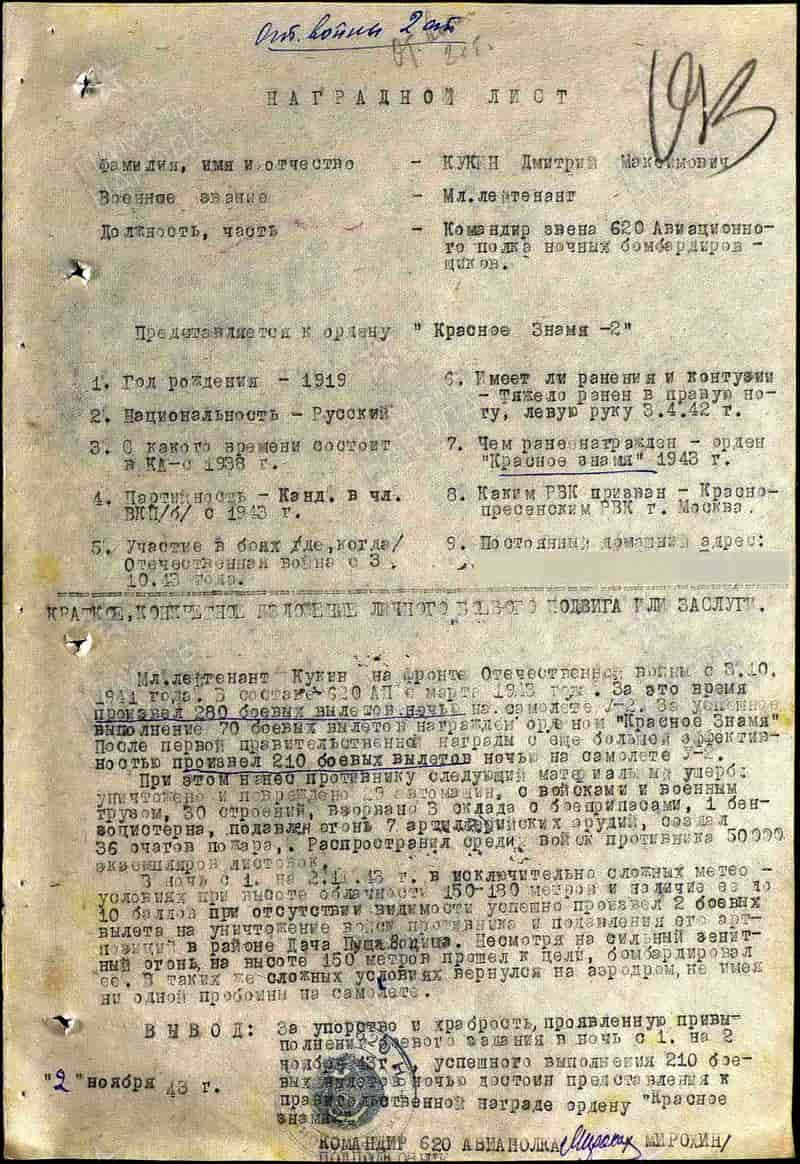 От. войны 2 ст
НАГРАДНОЙ ЛИСТ
Фамилия, имя и отчество - КУКИН Дмитрий Максимович
Военное звание - Мл.лейтенант
Должность, часть - Командир звена 620 Авиационно-
го полка ночных бомбардиров -
щиков.
Представляется к ордену " Красное Знамя -2"
1. Год рождения - 1919
2. Национальность - Русский
3. С какого времени состоит
в КА-с 1938 г.
4. Партийность - Канд. в чл.
ВКП/б/ с 1943 г.
5. Участие в боях /где,когда/
Отечественная война с 3.
10.43 года.
6. Имеет ли ранения и контузии
- Тяжело ранен в правую но-
гу, левую руку 3.4.42 г.
7. Чем ранее награжден - орден
"Красное знамя" 1943 г.
8. Каким РВК призван - Красно-
пресенским РВК г. Москва.
9. Постоянный домашний адрес:
КРАТКОЕ,КОНКРЕТНОЕ ИЗЛОЖЕНИЕ ЛИЧНОГО БОЕВОГО ПОДВИГА ИЛИ ЗАСЛУГИ.
Мл.лейтенант Кукин на фронте Отечественной войны с 3.10.
1941 года. В составе 620 АП с марта 1943 года. За это время
произвел 280 боевых вылетов ночью на самолете У-2. За успешное
выполнение 70 боевых вылетов награжден орденом "Красное Знамя"
После первой правительственной награды с еще большей эффектив-
ностью произвел 210 боевых вылетов ночью на самолете У-2.
При этом нанес противнику следующий материальный ущерб:
уничтожено и повреждено автомашин, с войсками и военным
грузом, 30 строений, взорвано 3 склада с боеприпасами, 1 бен-
зоцистерна, подавлен огонь 7 артиллерийских орудий, создал
36 очагов пожара,. Распространил среди войск противника 50000
экземпляров листовок.
В ночь с 1. на 2.11.43 г. в исключительно сложных метео -
условиях при высоте облачности 150-180 метров и наличие ее до
10 баллов при отсутствии видимости успешно произвел 2 боевых
вылета на уничтожение войск противника и подавления его арт-
позиций в районе Дача Пуща Водица. Несмотря на сильный зенит-
ный огонь, на высоте 150 метров прошел к цели, бомбардировал
ее. В таких же сложных условиях вернулся на аэродром, не имея
ни одной пробоины на самолете.
ВЫВОД: За упорство и храбрость, проявленную при вы-
полнении боевого задания в ночь с 1. на 2
ноября 43г. , успешного выполнения 210 бое-
вых вылетов ночью достоин представления к
правительственной награде ордену "Красное
знамя."
"2" ноября 43 г.
КОМАНДИР 620 АВИАПОЛКА МИРОХИН/